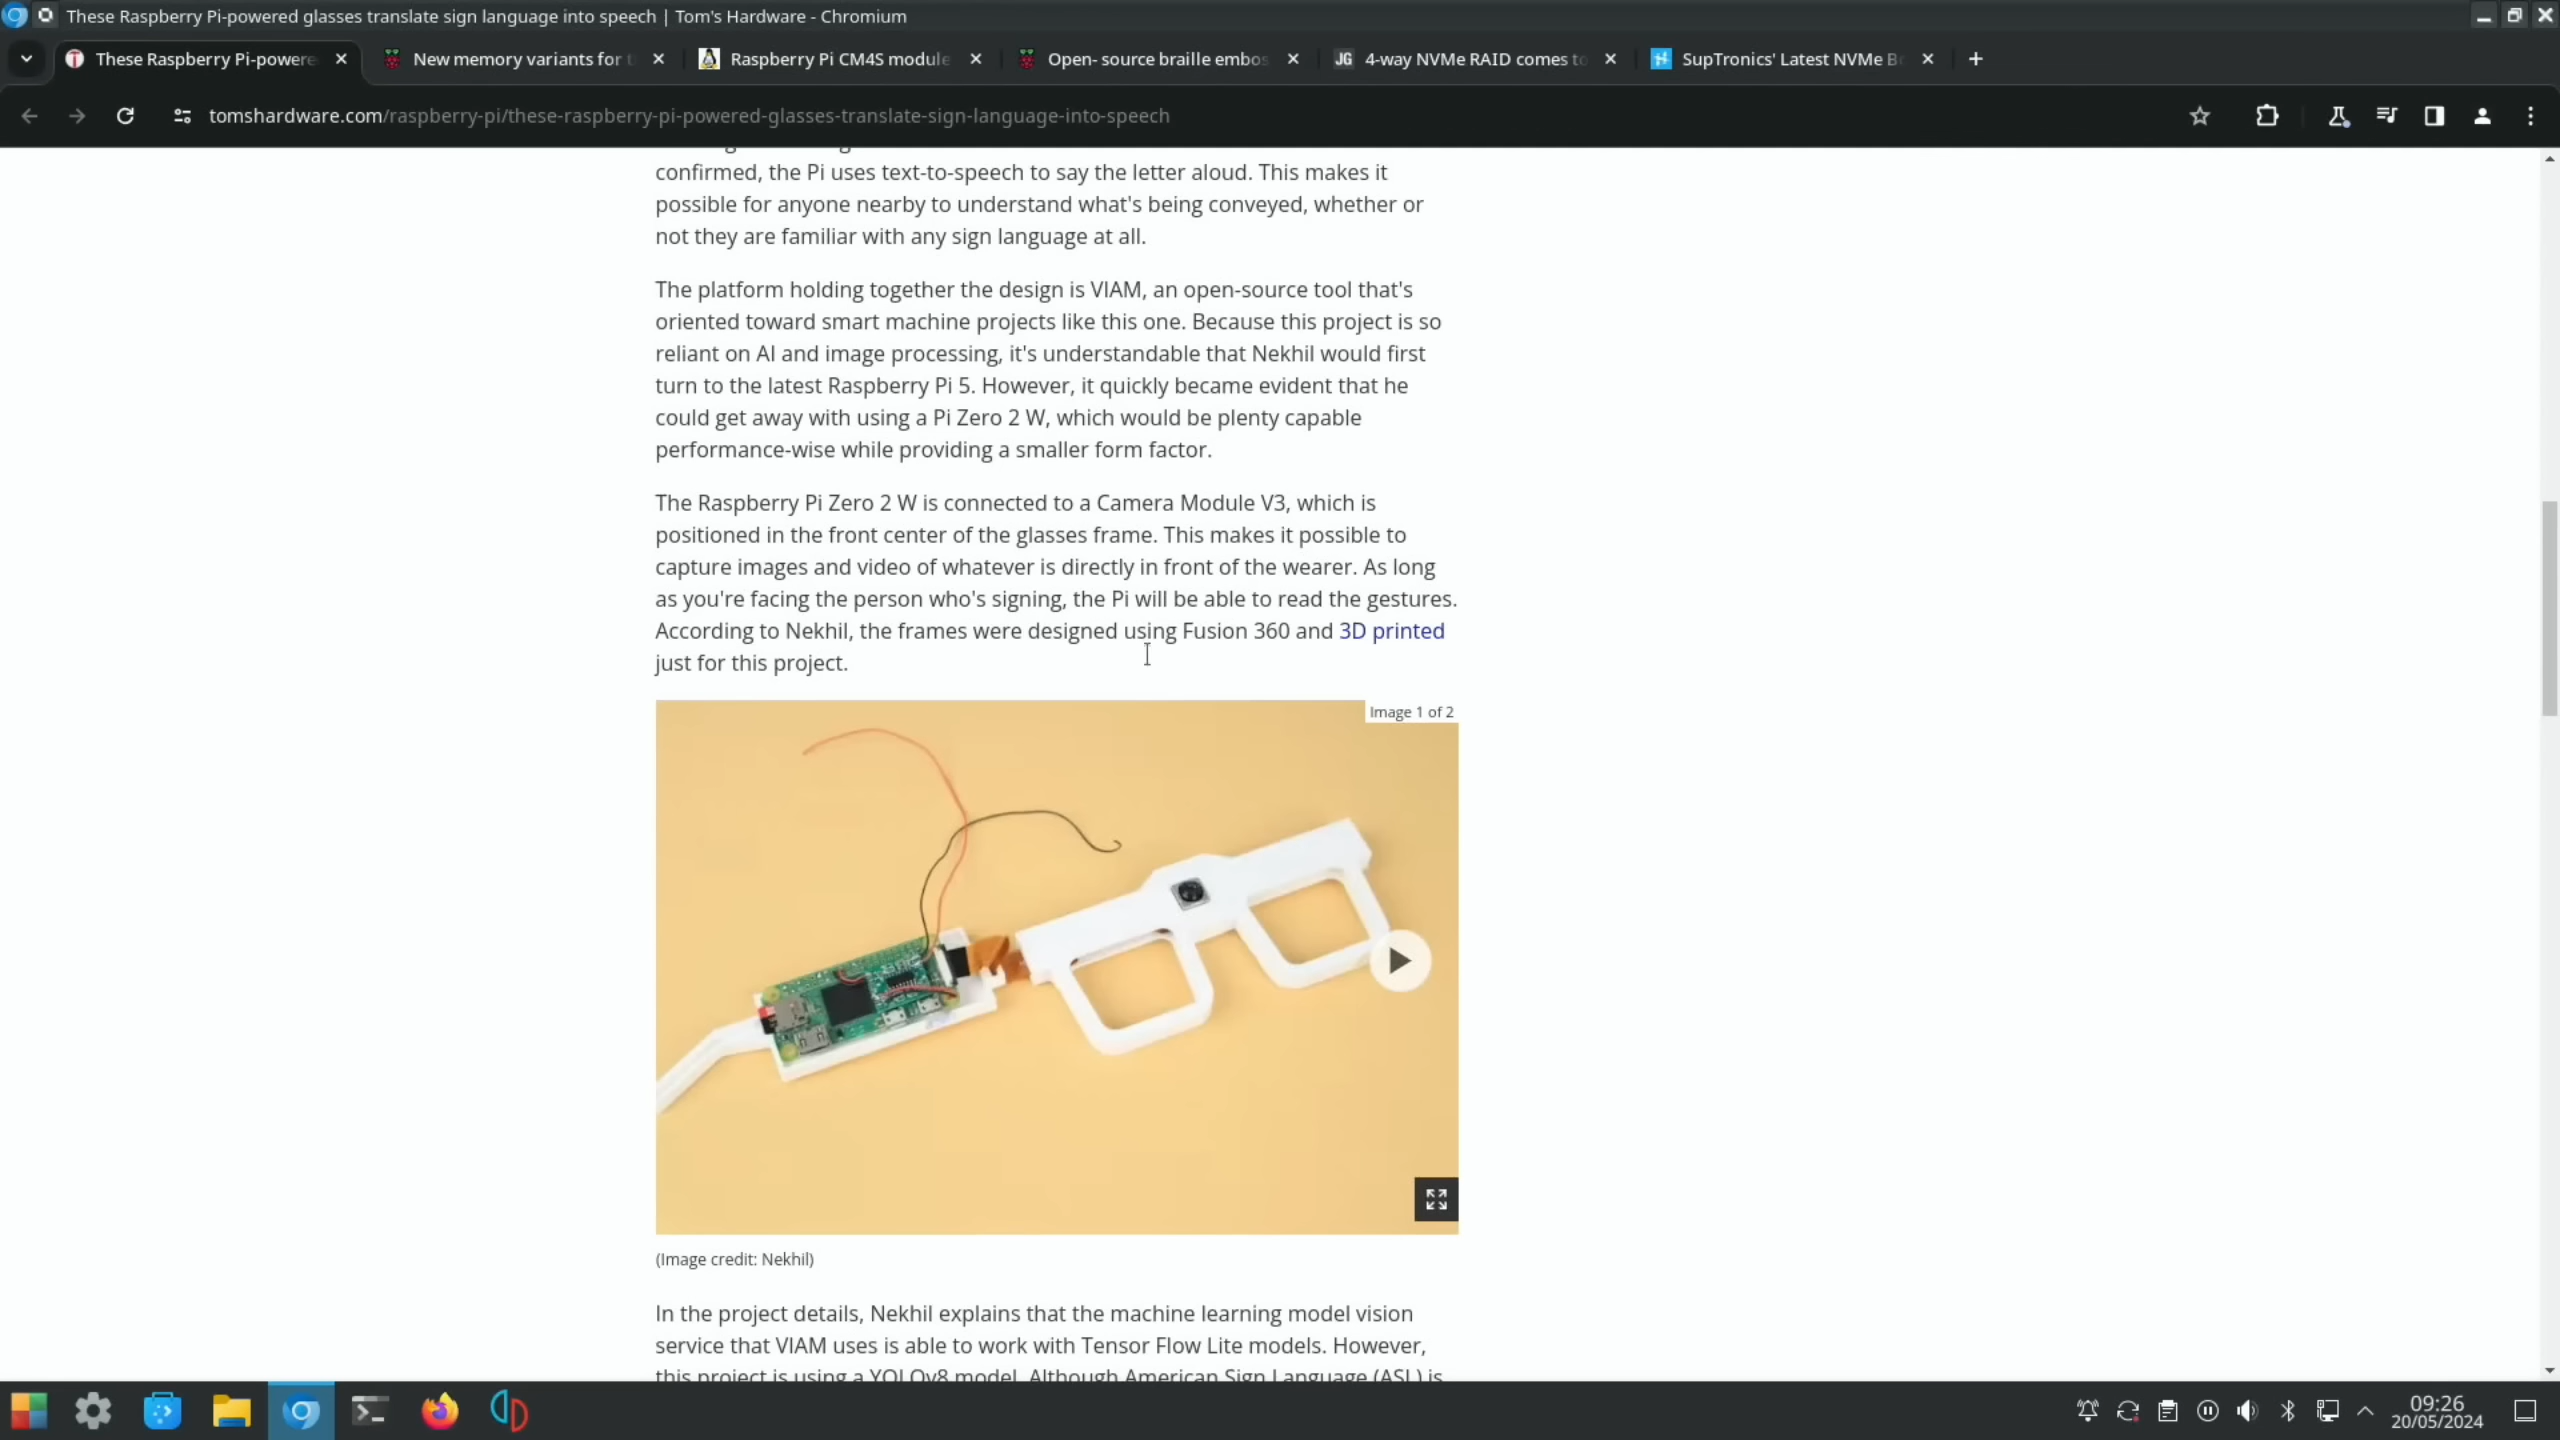 These Raspberry Pi-powered glasses translate sign language into speech | Tom's Hardware - Chromium
These Raspberry Pi-powere
New memory variants for
Raspberry Pi CM4S module
Open- source braille embos
JG 4-way NVMe RAID comes to
SupTronics' Latest NVMe B
tomshardware.com/raspberry-pi/these-raspberry-pi-powered-glasses-translate-sign-language-into-speech
confirmed, the Pi uses text-to-speech to say the letter aloud. This makes it
possible for anyone nearby to understand what's being conveyed, whether or
not they are familiar with any sign language at all.
The platform holding together the design is VIAM, an open-source tool that's
oriented toward smart machine projects like this one. Because this project is so
reliant on AI and image processing, it's understandable that Nekhil would first
turn to the latest Raspberry Pi 5. However, it quickly became evident that he
could get away with using a Pi Zero 2 W, which would be plenty capable
performance-wise while providing a smaller form factor.
The Raspberry Pi Zero 2 W is connected to a Camera Module V3, which is
positioned in the front center of the glasses frame. This makes it possible to
capture images and video of whatever is directly in front of the wearer. As long
as you're facing the person who's signing, the Pi will be able to read the gestures.
According to Nekhil, the frames were designed using Fusion 360 and 3D printed
just for this project.
Image 1 of 2
(Image credit: Nekhil)
In the project details, Nekhil explains that the machine learning model vision
service that VIAM uses is able to work with Tensor Flow Lite models. However,
this project is using a YOLOv8 model. Although American Sign Language (ASL) is
09:26
20/05/2024